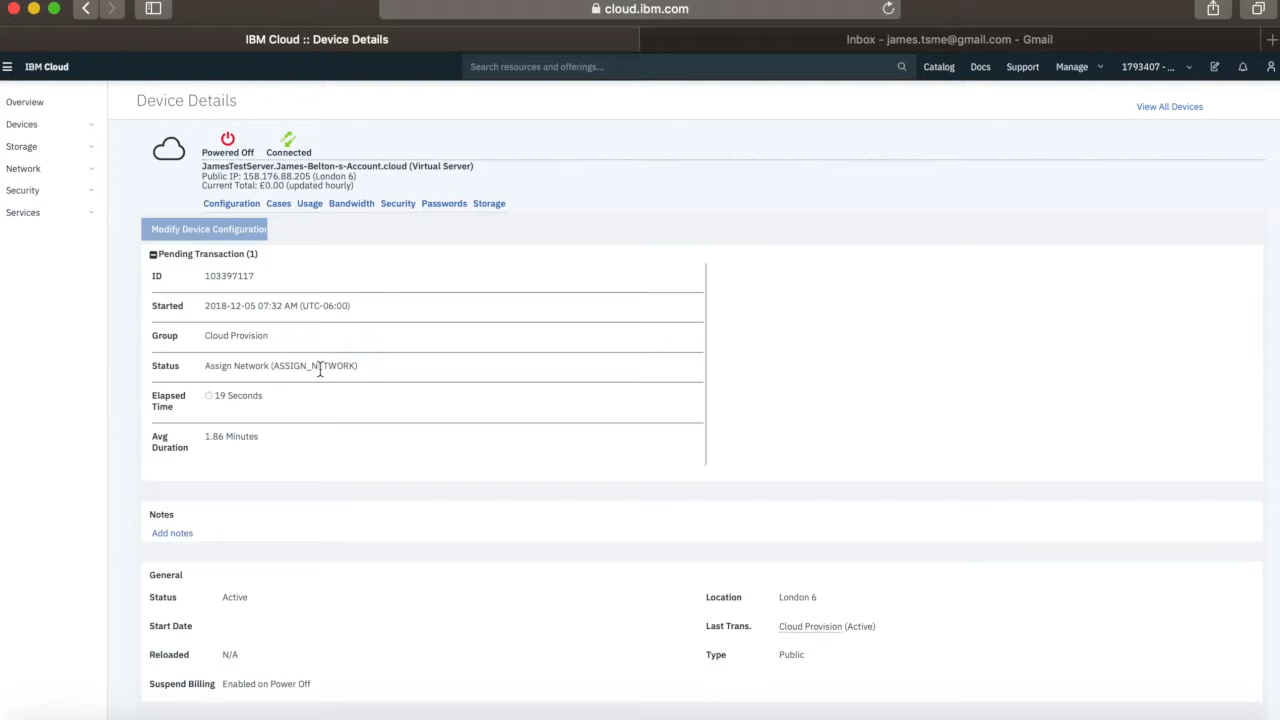 cloud.ibm.com
IBM Cloud :: Device Details
Inbox - james.tsme@gmail.com - Gmail
IBM Cloud
Search resources and offerings...
Catalog
Docs
Support
Manage
1793407 - ...
Overview
Devices
Storage
Network
Security
Services
Device Details
View All Devices
Powered Off
Connected
JamesTestServer.James-Belton-s-Account.cloud (Virtual Server)
Public IP: 158.176.88.205 (London 6)
Current Total: £0.00 (updated hourly)
Configuration Cases Usage Bandwidth Security Passwords Storage
Modify Device Configuration
Pending Transaction (1)
ID 103397117
Started 2018-12-05 07:32 AM (UTC-06:00)
Group Cloud Provision
Status Assign Network (ASSIGN_NETWORK)
Elapsed Time 19 Seconds
Avg Duration 1.86 Minutes
Notes
Add notes
General
Status Active
Location London 6
Start Date
Last Trans. Cloud Provision (Active)
Reloaded N/A
Type Public
Suspend Billing Enabled on Power Off